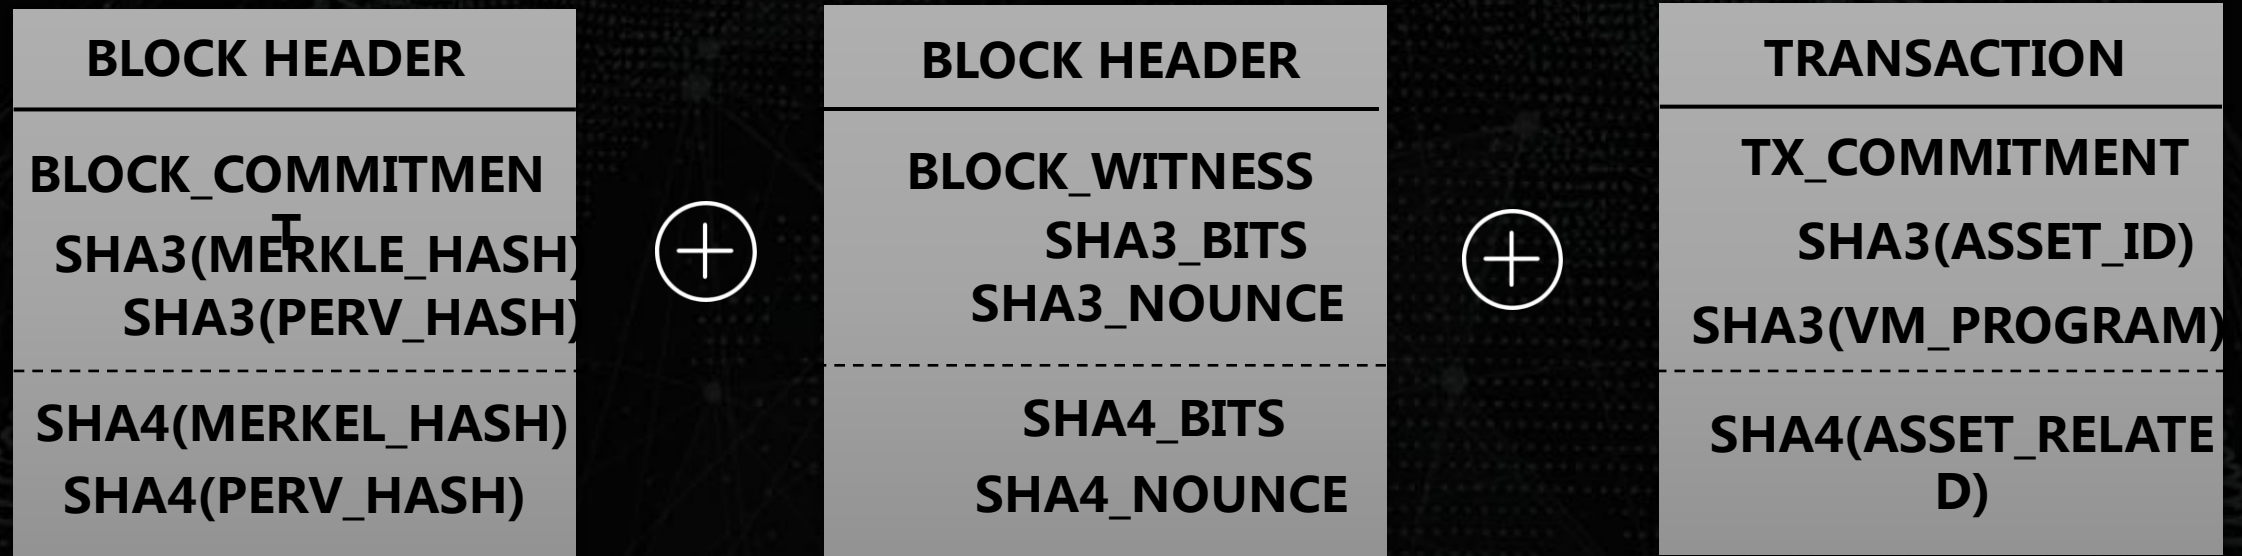 BLOCK HEADER
BLOCK_COMMITMEN
T
SHA3(MERKLE_HASH)
SHA3(PERV_HASH)
SHA4(MERKEL_HASH)
SHA4(PERV_HASH)
BLOCK HEADER
BLOCK_WITNESS
SHA3_BITS
SHA3_NOUNCE
SHA4_BITS
SHA4_NOUNCE
TRANSACTION
TX_COMMITMENT
SHA3(ASSET_ID)
SHA3(VM_PROGRAM)
SHA4(ASSET_RELATE
D)